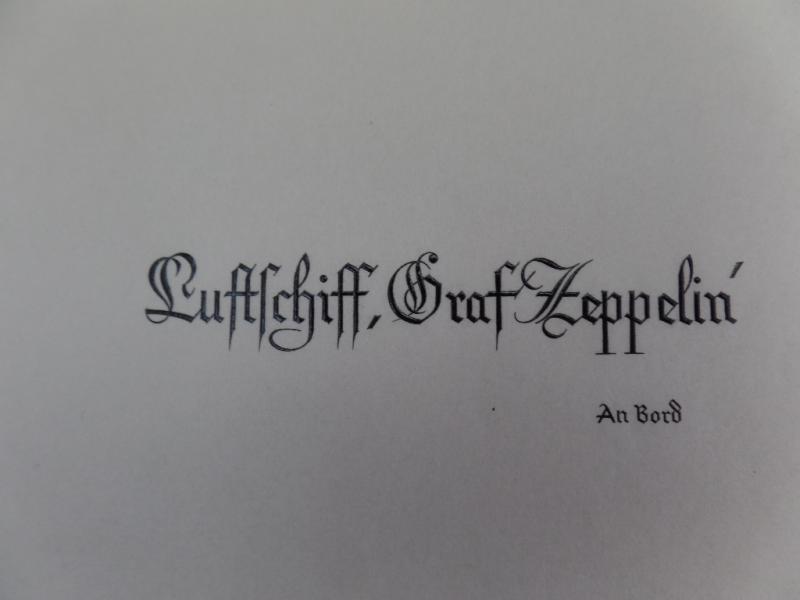 Luftschiff ‚Graf Zeppelin‘
An Bord